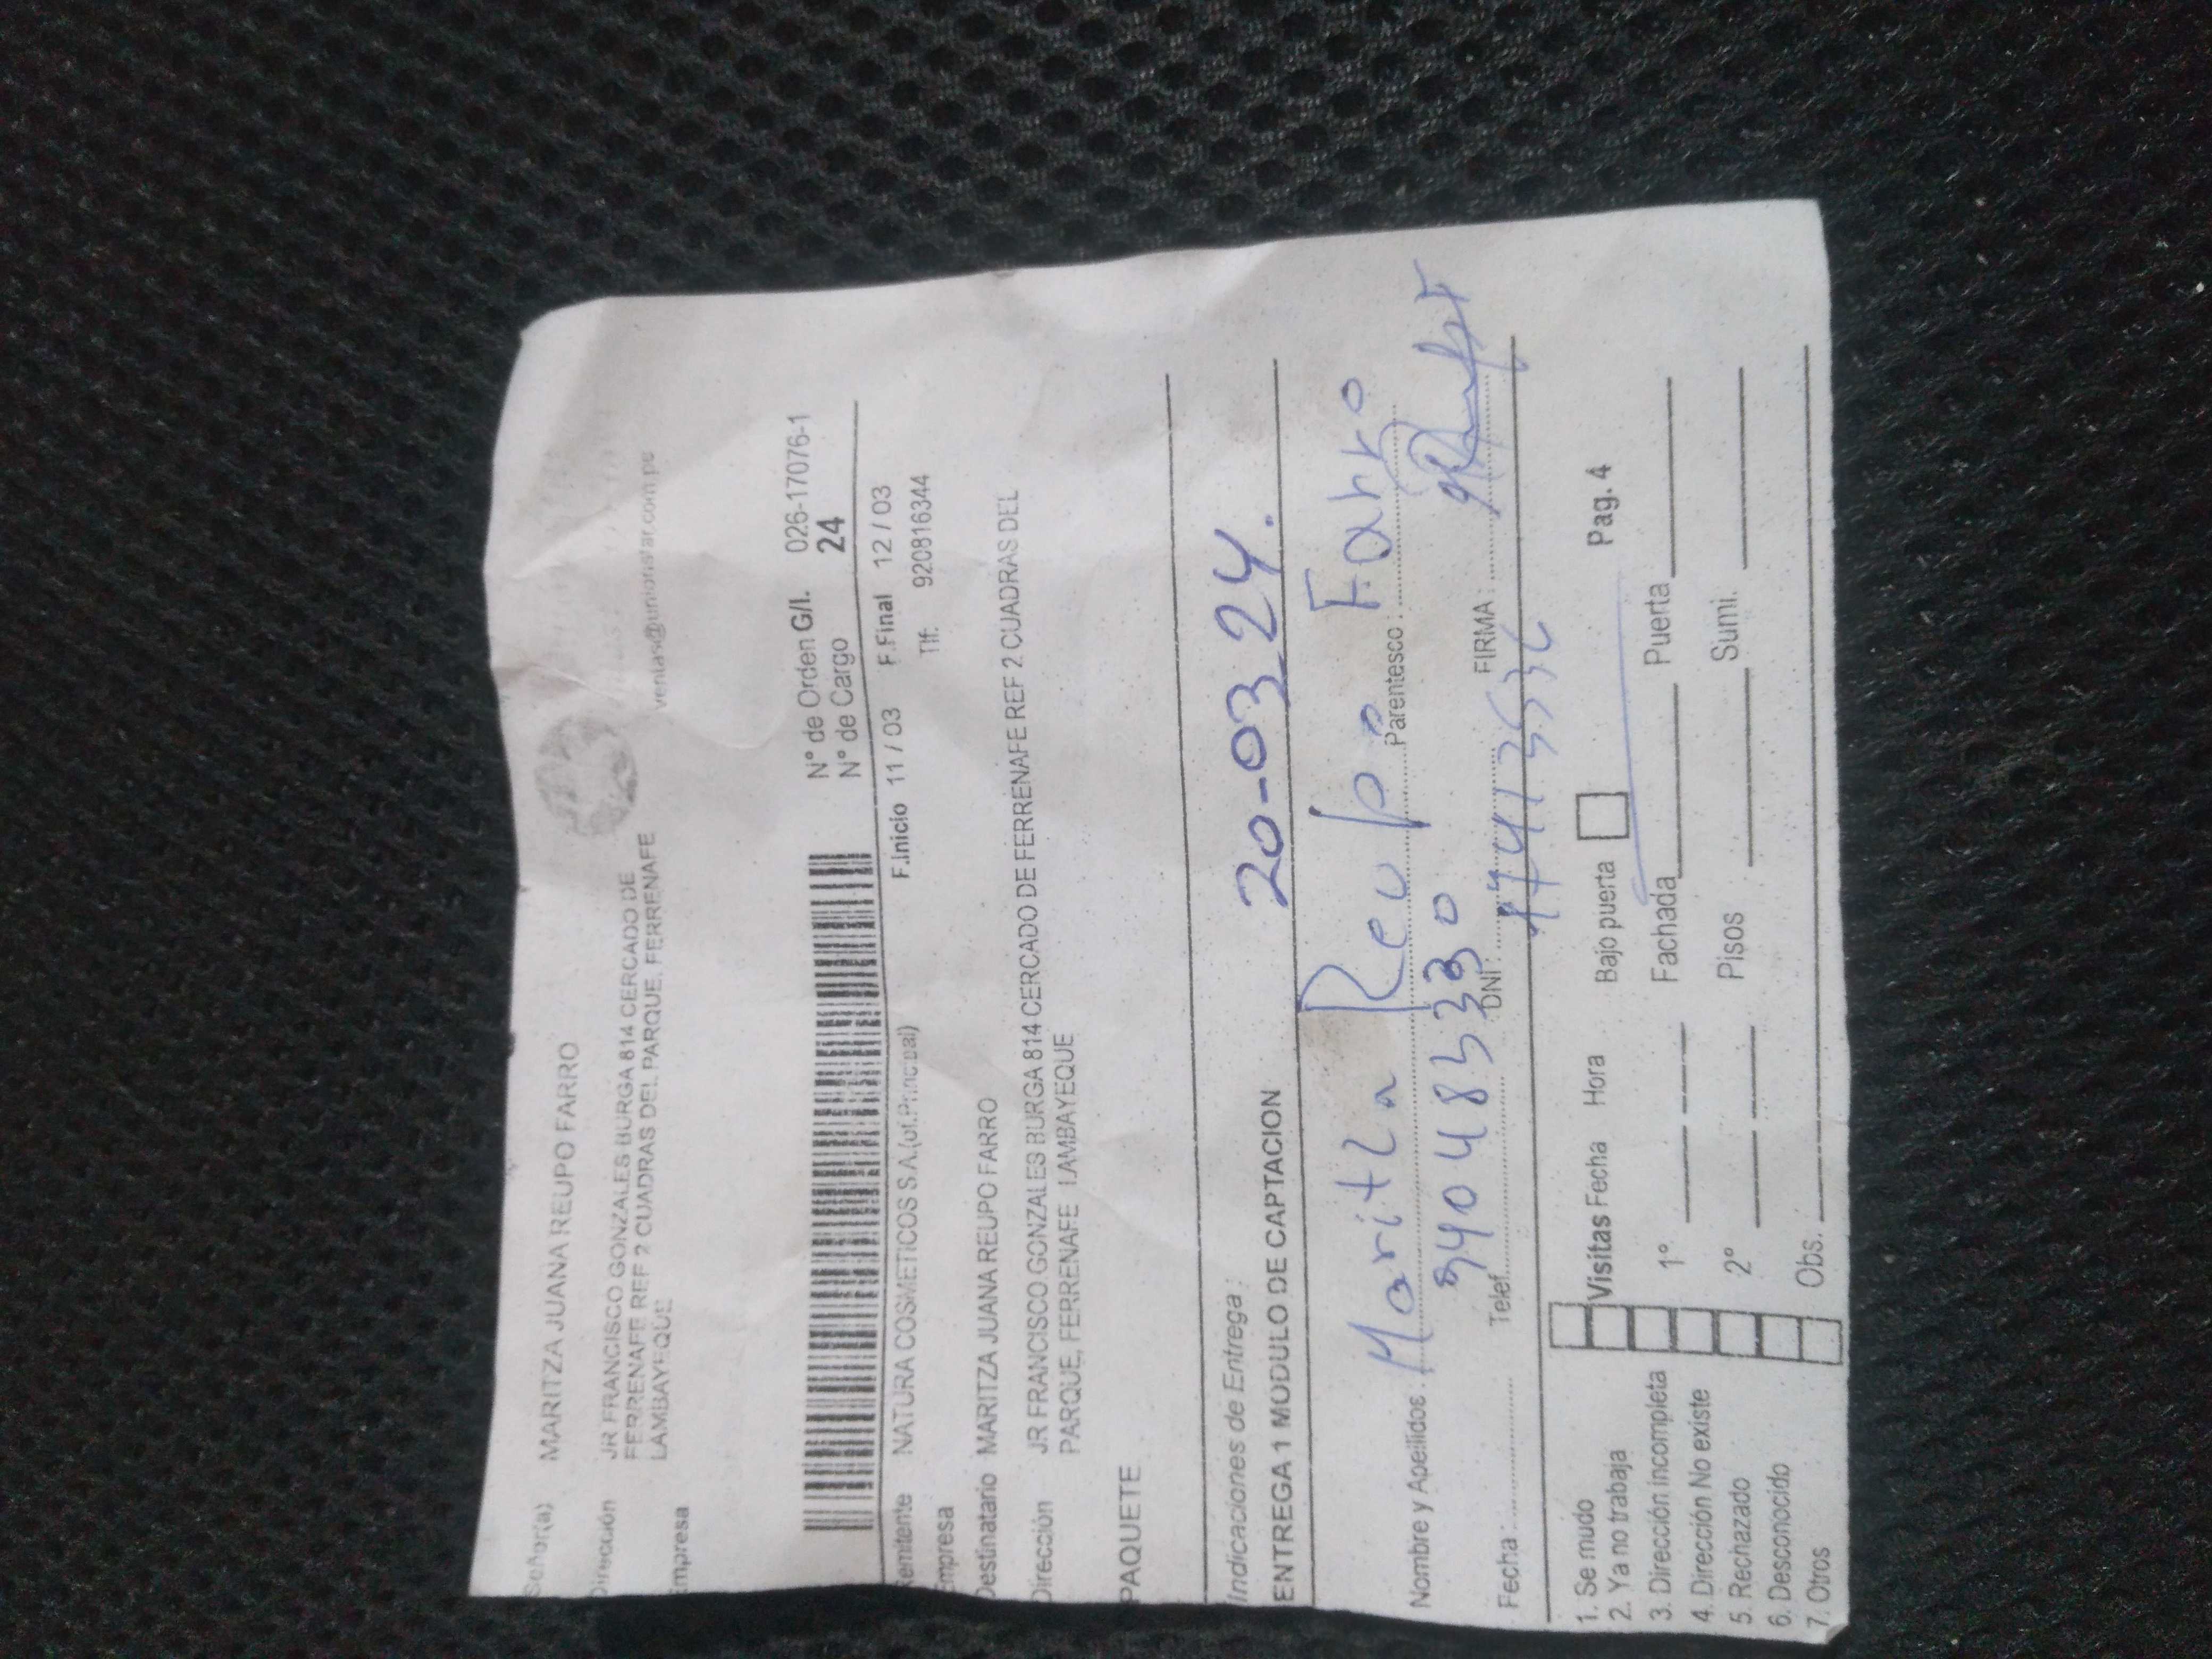 Señor(a) MARITZA JUANA REUPO FARRO
Dirección JR FRANCISCO GONZALES BURGA 814 CERCADO DE
FERRENAFE REF 2 CUADRAS DEL PARQUE, FERRENAFE
LAMBAYEQUE
Empresa
ventas@unionstar.com.pe
N° de Orden G/I. 026-17076-1
N° de Cargo 24
Remitente NATURA COSMETICOS S.A.(of.Principal) F.Inicio 11 / 03 F.Final 12 / 03
Empresa Tlf: 920816344
Destinatario MARITZA JUANA REUPO FARRO
Dirección JR FRANCISCO GONZALES BURGA 814 CERCADO DE FERRENAFE REF 2 CUADRAS DEL
PARQUE, FERRENAFE LAMBAYEQUE
PAQUETE
Indicaciones de Entrega :
20-03-24.
ENTREGA 1 MODULO DE CAPTACION
Nombre y Apellidos Maritza Reupo Farro
Parentesco :
940483330
Fecha : Telef. DNI : FIRMA :
1. Se mudo
2. Ya no trabaja
3. Dirección incompleta
4. Dirección No existe
5. Rechazado
6. Desconocido
7. Otros
Visitas Fecha Hora Bajo puerta Pag. 4
1° Fachada Puerta
2° Pisos Sumi.
Obs.